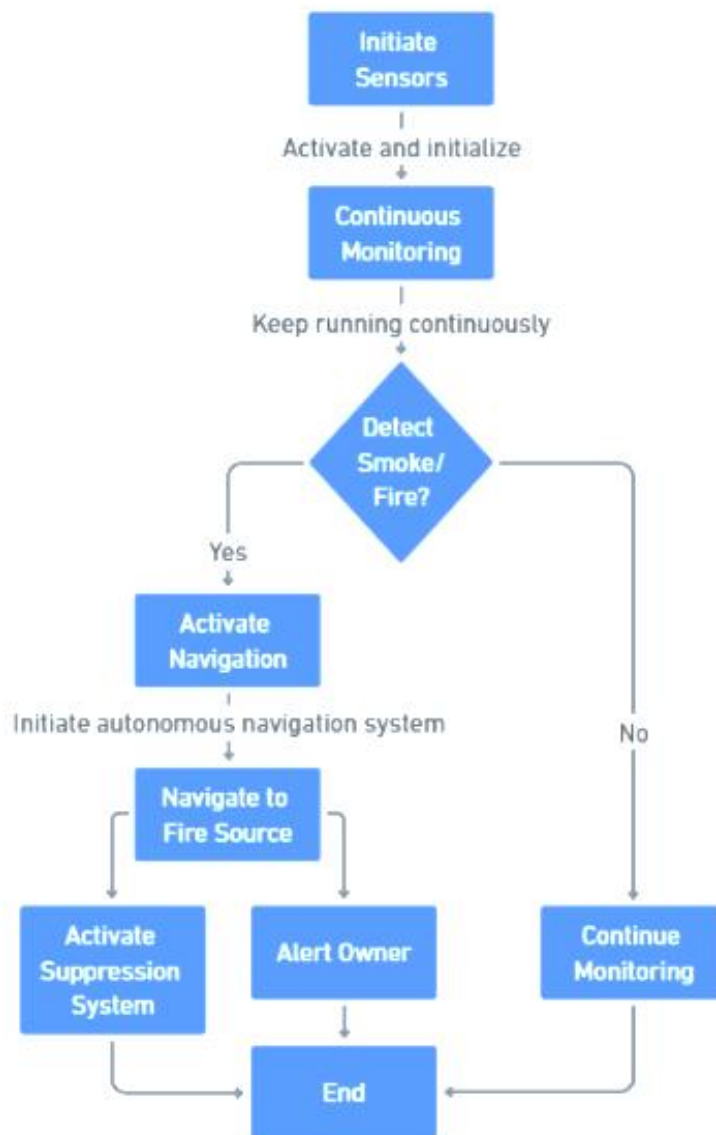 Initiate
Sensors
Activate and initialize
Continuous
Monitoring
Keep running continuously
Detect
Smoke/
Fire?
Yes
Activate
Navigation
Initiate autonomous navigation system
No
Navigate to
Fire Source
Activate
Suppression
System
Alert Owner
Continue
Monitoring
End